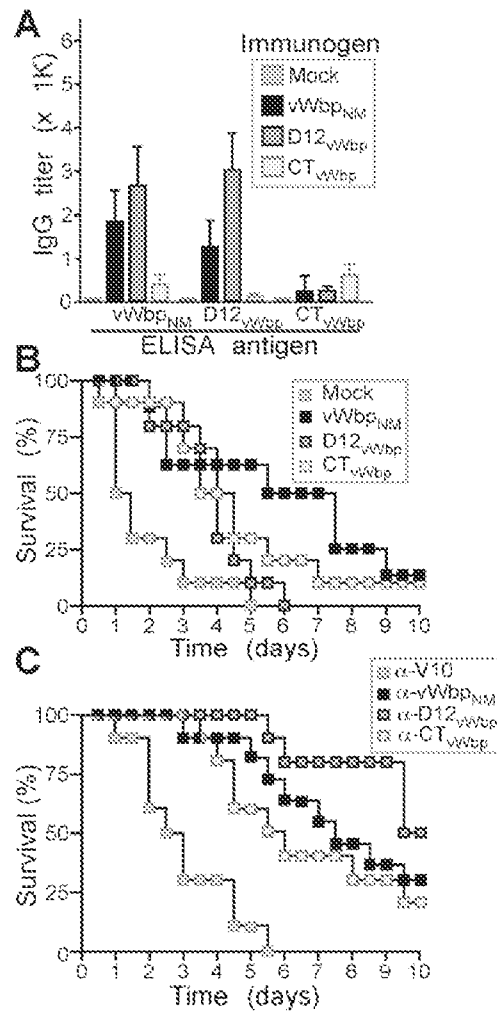 A
IgG titer (x 1K)
6
5
4
3
2
1
0
Immunogen
Mock
vWbpNM
D12vWbp
CTvWbp
vWbpNM D12vWbp CTvWbp
ELISA antigen
B
Survival (%)
100
75
50
25
0
Mock
vWbpNM
D12vWbp
CTvWbp
0 1 2 3 4 5 6 7 8 9 10
Time (days)
C
Survival (%)
100
75
50
25
0
α-V10
α-vWbpNM
α-D12vWbp
α-CTvWbp
0 1 2 3 4 5 6 7 8 9 10
Time (days)